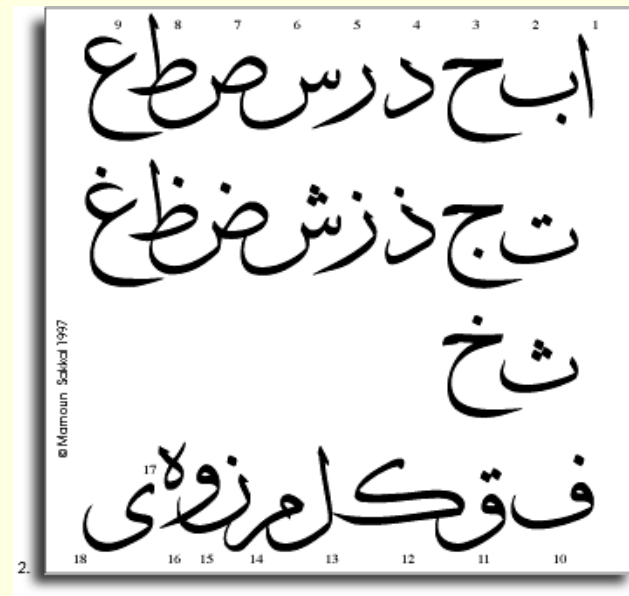 9 8 7 6 5 4 3 2 1
ا ب ح د ر س ص ط ع
ت ج ذ ز ش ض ظ غ
ث خ
© Mamoun Sakkal 1997
ف ق ك ل م ن و ه ى
17
18 16 15 14 13 12 11 10
2.